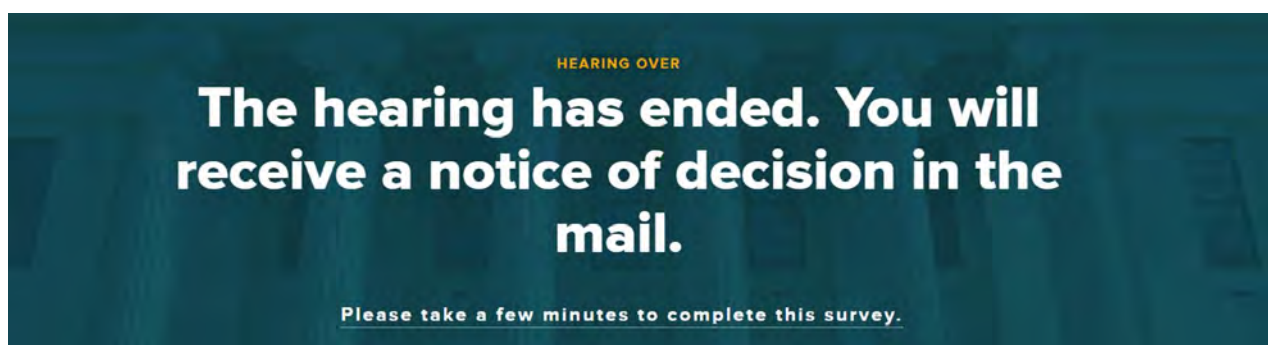 HEARING OVER
The hearing has ended. You will
receive a notice of decision in the
mail.
Please take a few minutes to complete this survey.